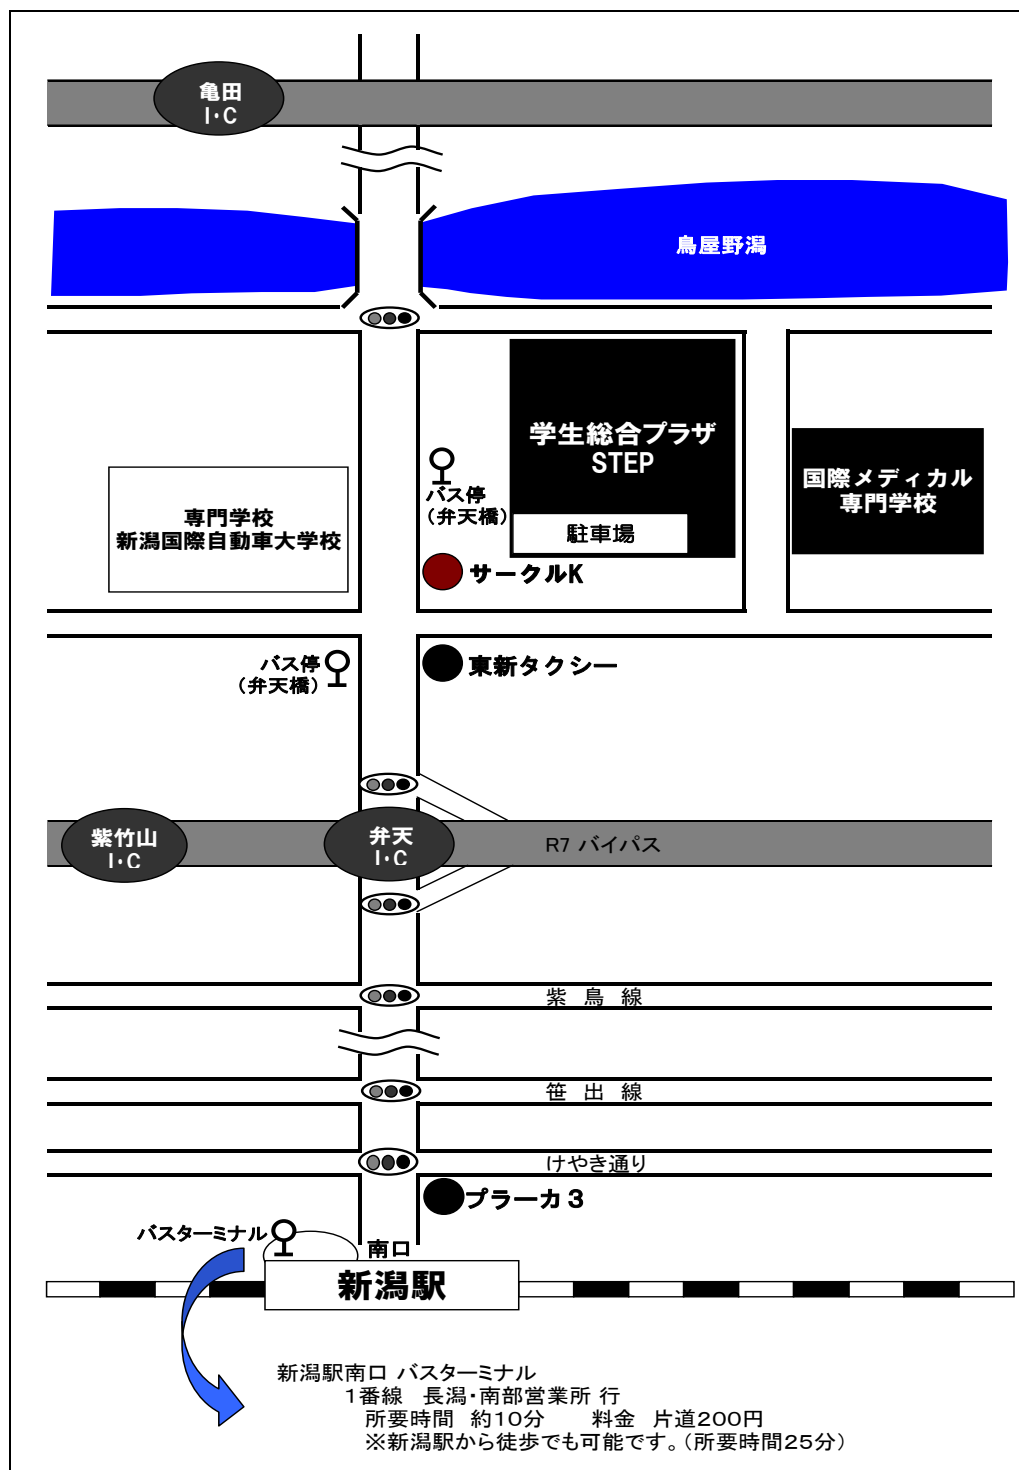 亀田
I・C
鳥屋野潟
学生総合プラザ
STEP
駐車場
国際メディカル
専門学校
バス停
(弁天橋)
専門学校
新潟国際自動車大学校
サークルK
バス停
(弁天橋)
東新タクシー
紫竹山
I・C
弁天
I・C
R7 バイパス
紫 鳥 線
笹 出 線
けやき通り
プラーカ3
バスターミナル
南口
新潟駅
新潟駅南口 バスターミナル
1番線 長潟・南部営業所 行
所要時間 約10分 料金 片道200円
※新潟駅から徒歩でも可能です。(所要時間25分)